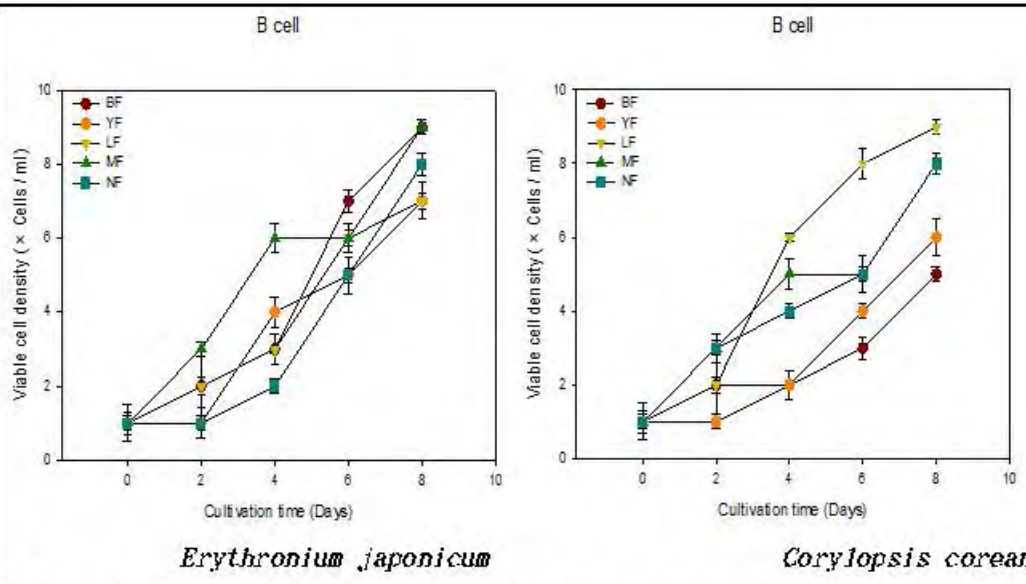 B cell
10
8
6
4
2
0
BF
YF
LF
MF
NF
Viable cell density ( × Cells / ml )
0 2 4 6 8 10
Cultivation time (Days)
Erythronium japonicum
B cell
10
8
6
4
2
0
BF
YF
LF
MF
NF
Viable cell density ( × Cells / ml )
0 2 4 6 8 10
Cultivation time (Days)
Corylopsis corean